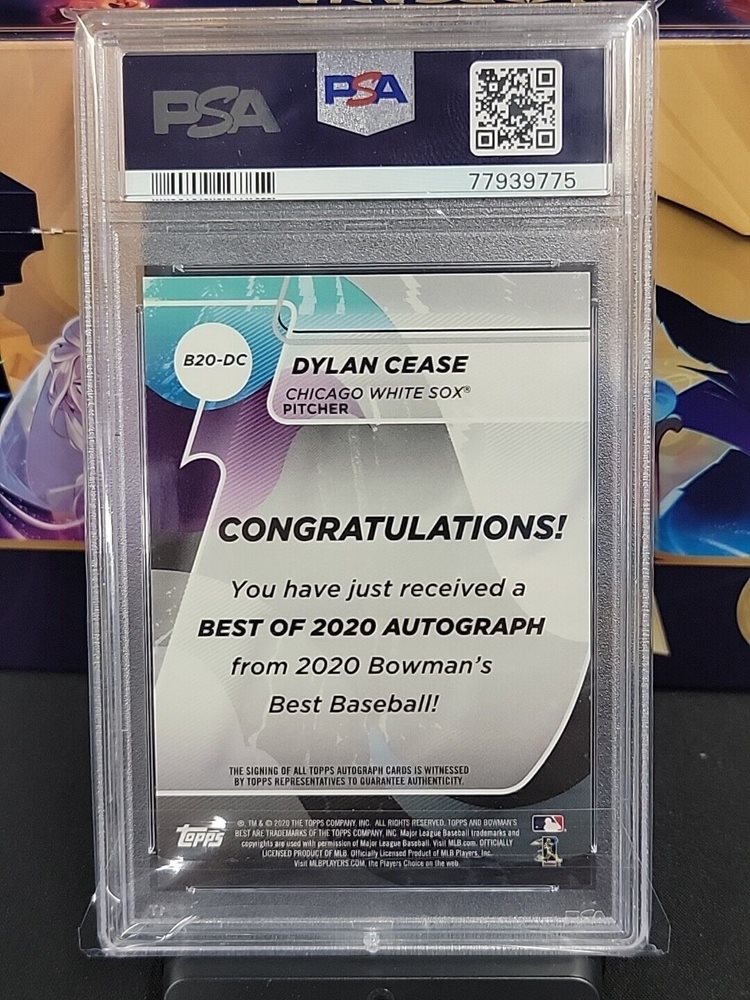 PSA
PSA
77939775
B20-DC
DYLAN CEASE
CHICAGO WHITE SOX®
PITCHER
CONGRATULATIONS!
You have just received a
BEST OF 2020 AUTOGRAPH
from 2020 Bowman's
Best Baseball!
THE SIGNING OF ALL TOPPS AUTOGRAPH CARDS IS WITNESSED
BY TOPPS REPRESENTATIVES TO GUARANTEE AUTHENTICITY.
Topps
®, TM & © 2020 THE TOPPS COMPANY, INC. ALL RIGHTS RESERVED. TOPPS AND BOWMAN'S
BEST ARE TRADEMARKS OF THE TOPPS COMPANY, INC. Major League Baseball trademarks and
copyrights are used with permission of Major League Baseball. Visit MLB.com. OFFICIALLY
LICENSED PRODUCT OF MLB Officially Licensed Product of MLB Players, Inc.
Visit MLBPLAYERS.COM, the Players Choice on the web.
PSA